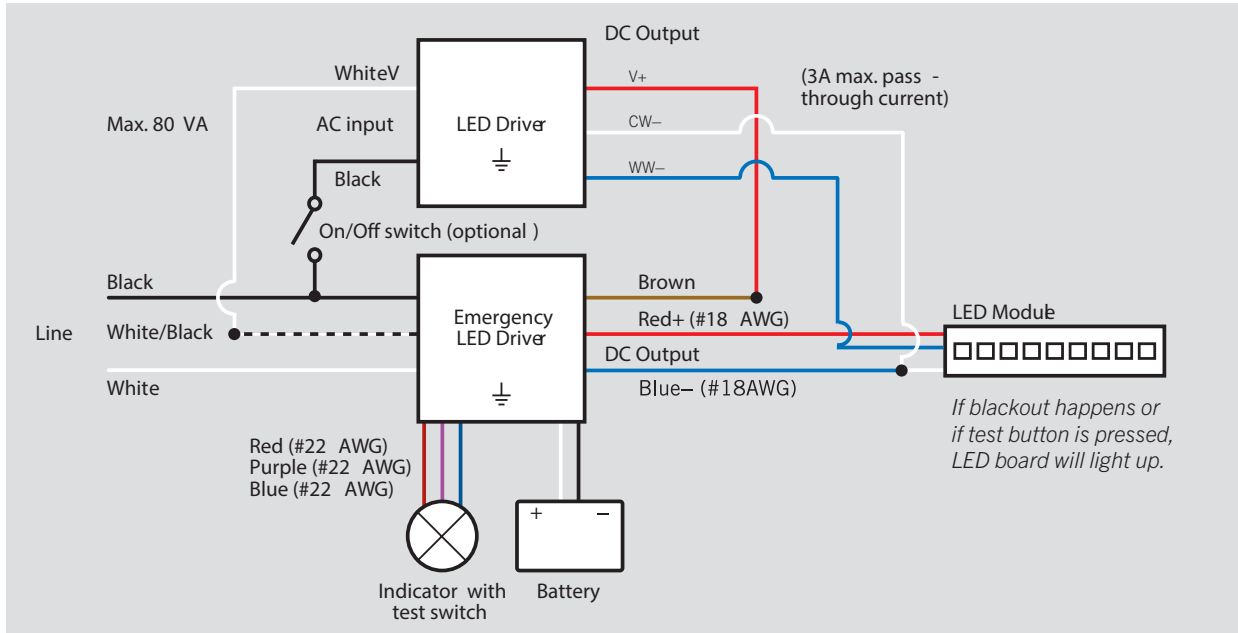 DC Output
WhiteV
V+
(3A max. pass -
through current)
Max. 80 VA
AC input
LED Driver
CW–
WW–
Black
On/Off switch (optional )
Black
Brown
Line
White/Black
Emergency
LED Driver
Red+ (#18 AWG)
LED Module
DC Output
White
Blue– (#18AWG)
If blackout happens or
if test button is pressed,
LED board will light up.
Red (#22 AWG)
Purple (#22 AWG)
Blue (#22 AWG)
+ –
Indicator with
test switch
Battery